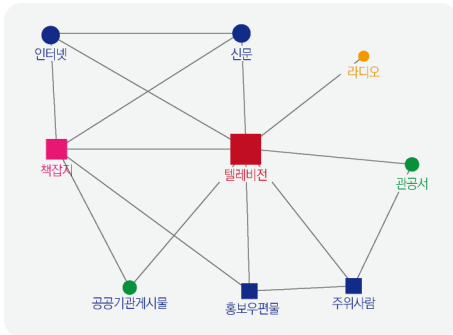 인터넷
신문
라디오
책잡지
텔레비전
관공서
공공기관게시물
홍보우편물
주위사람